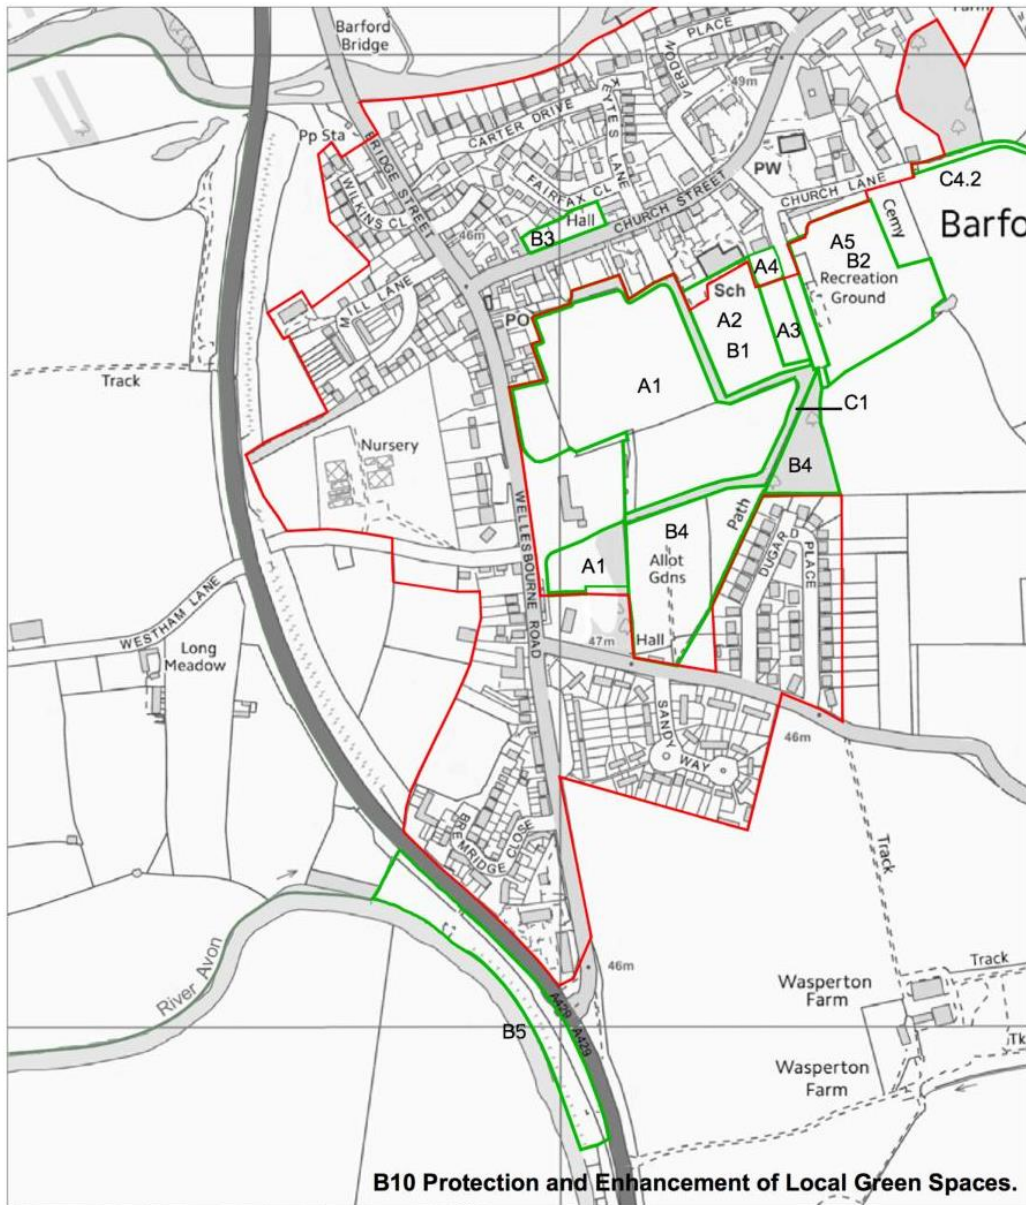 Barford
Bridge
PLACE
VERDON
Farm
49m
KEYTES LANE
CARTER DRIVE
Pp Sta
BRIDGE STREET
WILKINS CL
FAIRFAX CL
PW
CHURCH LANE
C4.2
Hall
CHURCH STREET
46m
B3
Cemy
Barfo
A5
B2
A4
Recreation
Ground
MILL LANE
Sch
PO
A2
B1
A3
Track
A1
C1
Nursery
B4
WELLESBOURNE ROAD
Path
B4
DUGARD PLACE
A1
Allot
Gdns
WESTHAM LANE
47m
Hall
Long
Meadow
SANDY WAY
46m
BREMRIDGE CLOSE
Track
River Avon
46m
Track
Wasperton
Farm
A429
A429
B5
Tk
Wasperton
Farm
B10 Protection and Enhancement of Local Green Spaces.